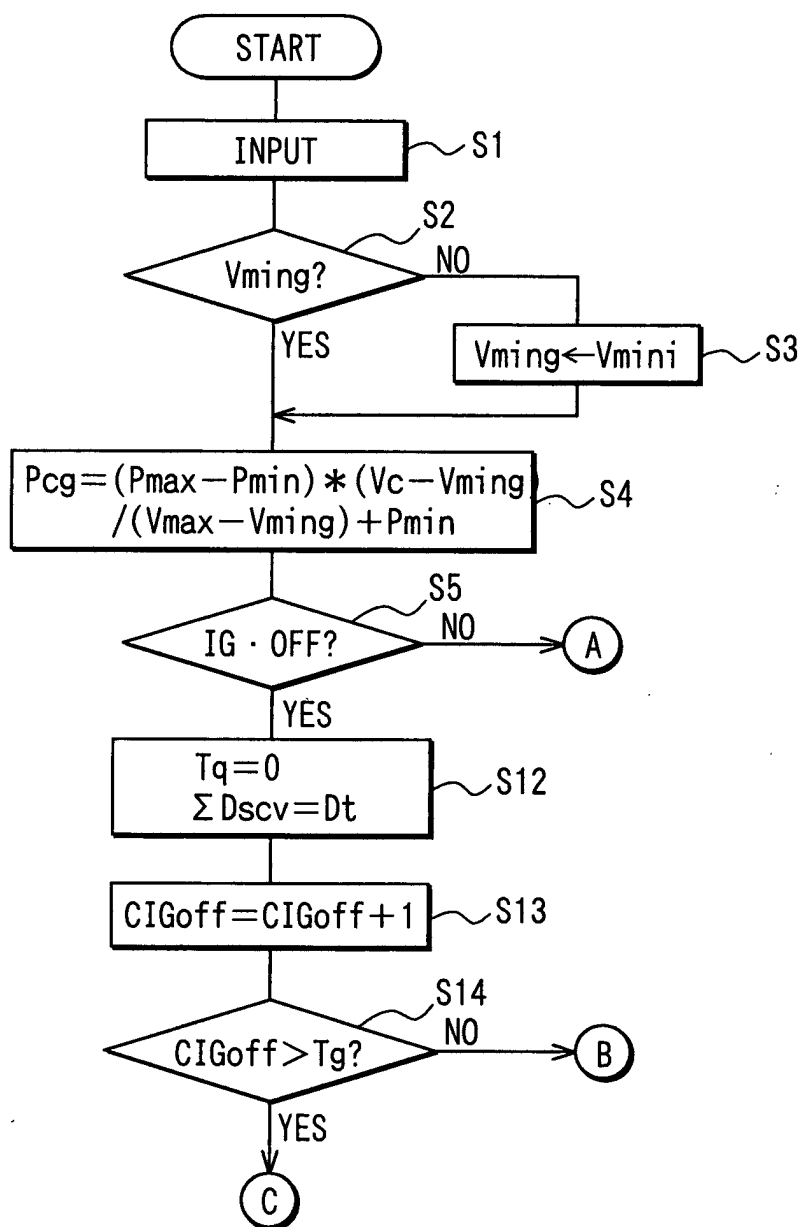 START
INPUT
S1
S2
Vming?
NO
YES
Vming←Vmini
S3
Pcg=(Pmax−Pmin)*(Vc−Vming)
/(Vmax−Vming)+Pmin
S4
S5
IG · OFF?
NO
A
YES
Tq=0
ΣDscv=Dt
S12
CIGoff=CIGoff+1
S13
S14
CIGoff>Tg?
NO
B
YES
C